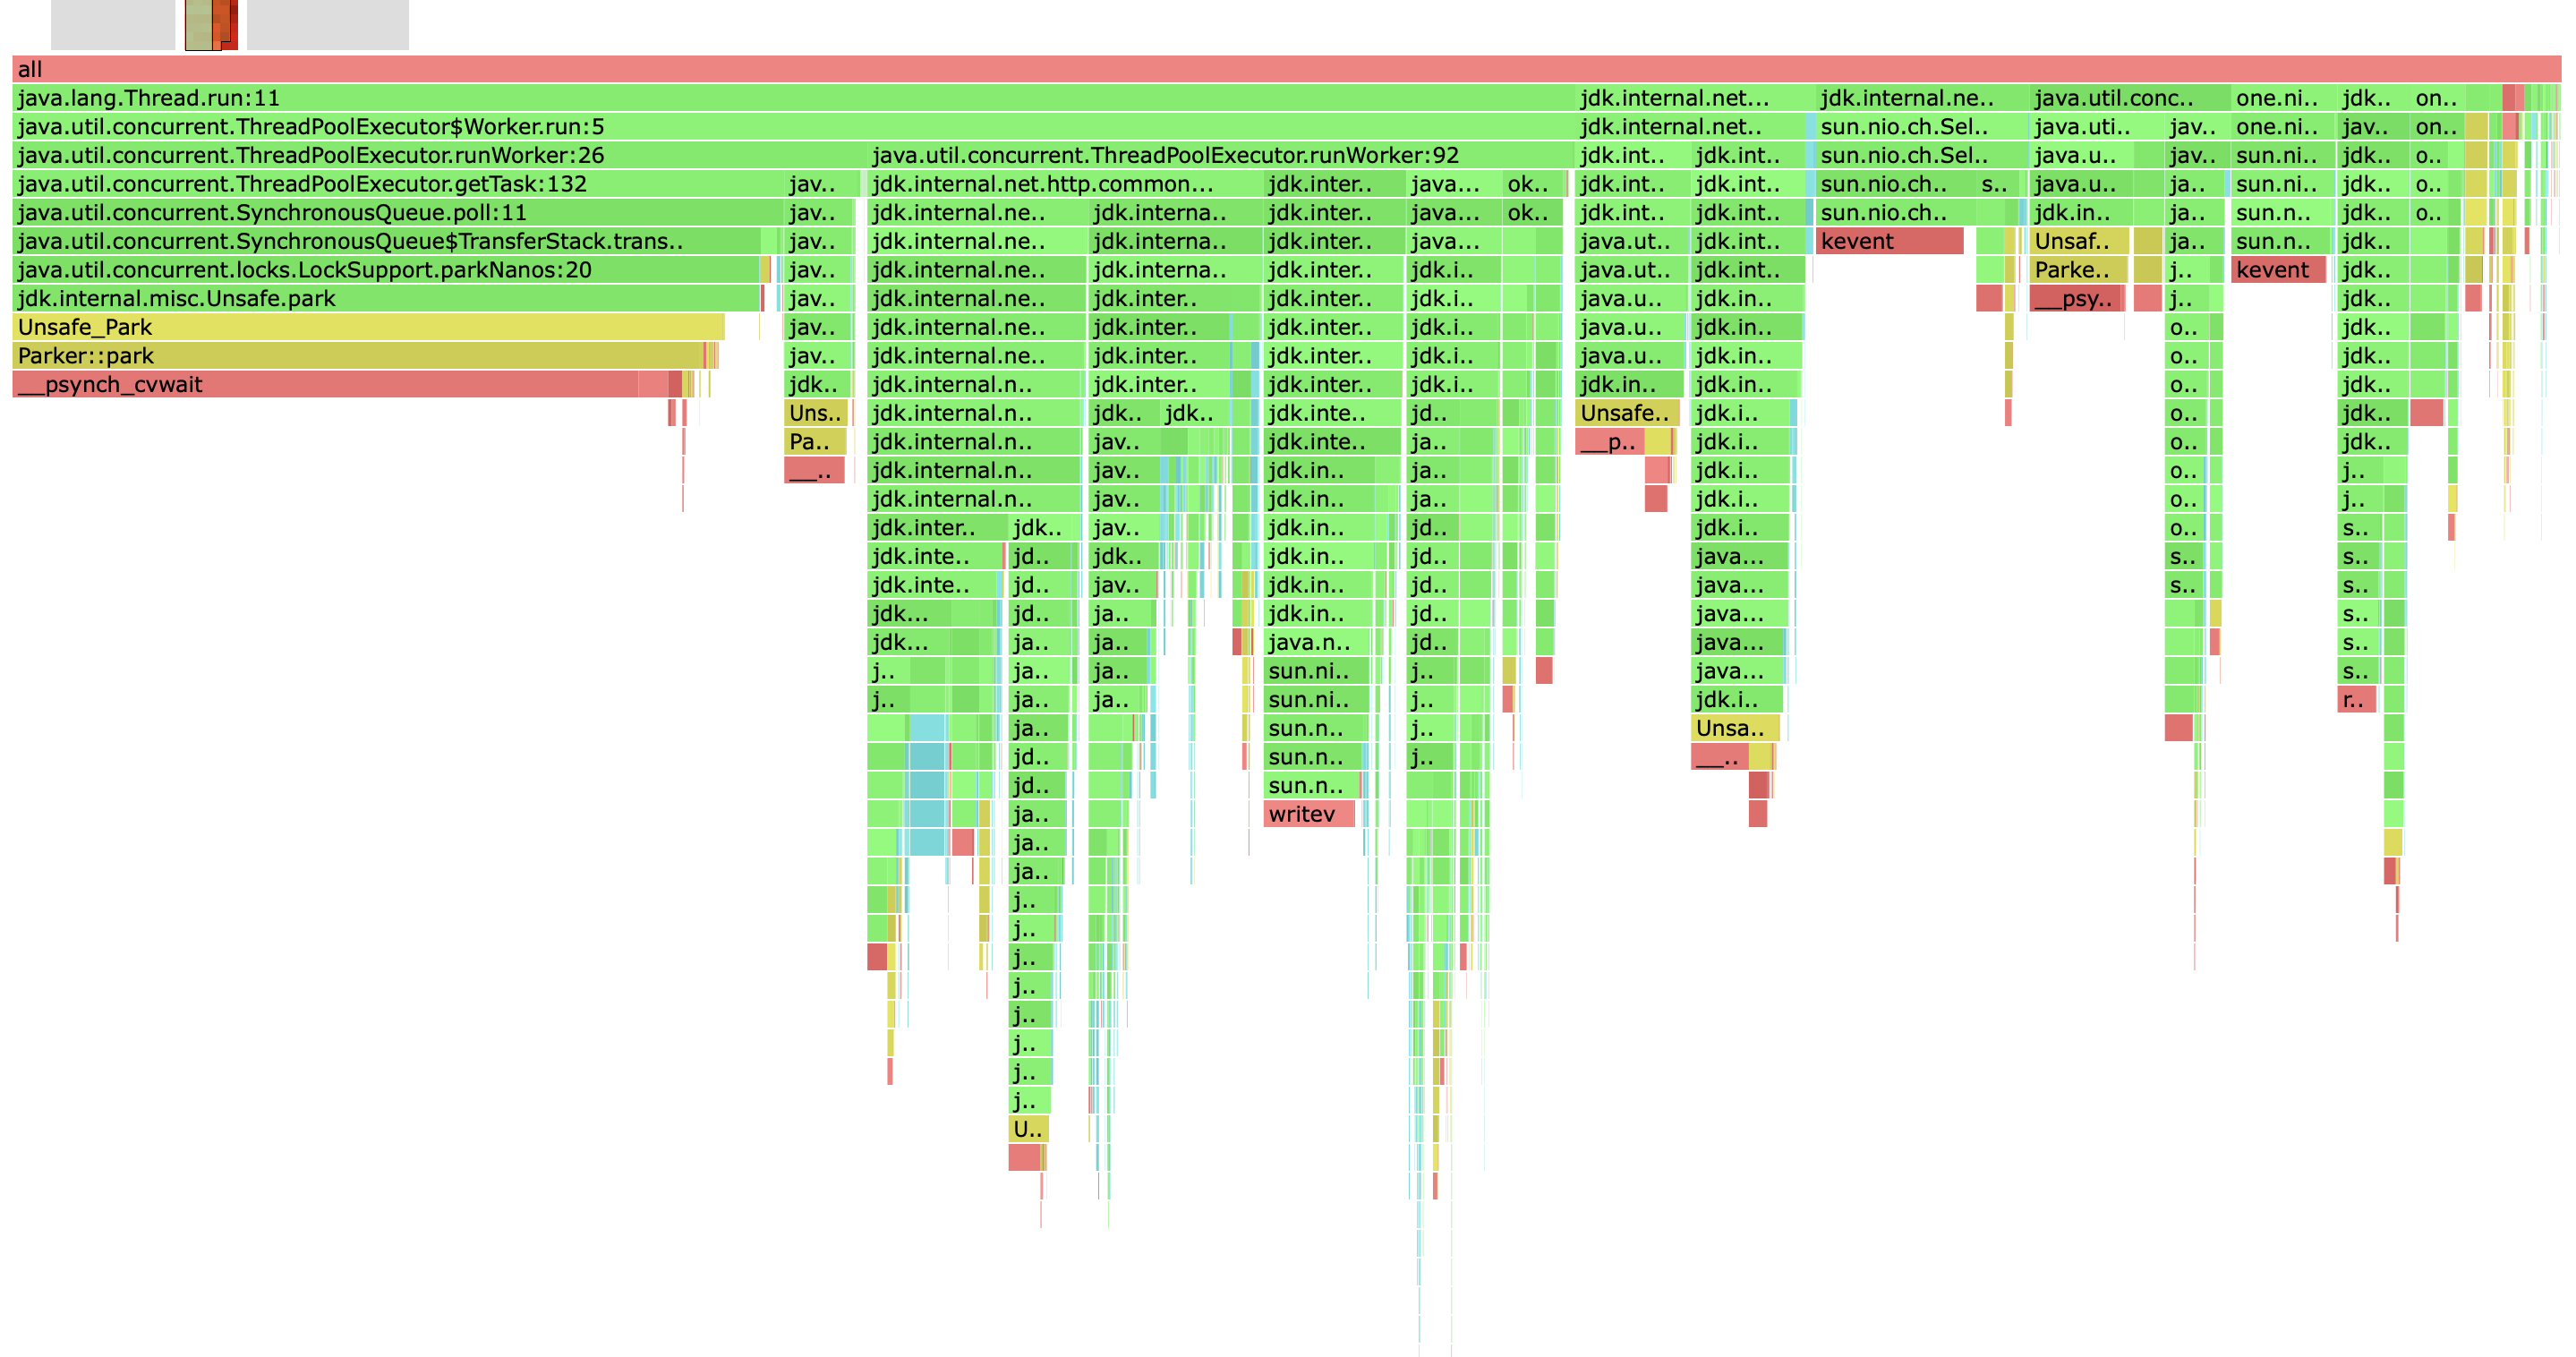 all
java.lang.Thread.run:11 jdk.internal.net... jdk.internal.ne.. java.util.conc.. one.ni.. jdk.. on..
java.util.concurrent.ThreadPoolExecutor$Worker.run:5 jdk.internal.net.. sun.nio.ch.Sel.. java.uti.. jav.. one.ni.. jav.. on..
java.util.concurrent.ThreadPoolExecutor.runWorker:26 java.util.concurrent.ThreadPoolExecutor.runWorker:92 jdk.int.. jdk.int.. sun.nio.ch.Sel.. java.u.. jav.. sun.ni.. jdk.. o..
java.util.concurrent.ThreadPoolExecutor.getTask:132 jav.. jdk.internal.net.http.common... jdk.inter.. java... ok.. jdk.int.. jdk.int.. sun.nio.ch.. s.. java.u.. ja.. sun.ni.. jdk.. o..
java.util.concurrent.SynchronousQueue.poll:11 jav.. jdk.internal.ne.. jdk.interna.. jdk.inter.. java... ok.. jdk.int.. jdk.int.. sun.nio.ch.. jdk.in.. ja.. sun.n.. jdk.. o..
java.util.concurrent.SynchronousQueue$TransferStack.trans.. jav.. jdk.internal.ne.. jdk.interna.. jdk.inter.. java... java.ut.. jdk.int.. kevent Unsaf.. ja.. sun.n.. jdk..
java.util.concurrent.locks.LockSupport.parkNanos:20 jav.. jdk.internal.ne.. jdk.interna.. jdk.inter.. jdk.i.. java.ut.. jdk.int.. Parke.. j.. kevent jdk..
jdk.internal.misc.Unsafe.park jav.. jdk.internal.ne.. jdk.inter.. jdk.inter.. jdk.i.. java.u.. jdk.in.. __psy.. j.. jdk..
Unsafe_Park jav.. jdk.internal.ne.. jdk.inter.. jdk.inter.. jdk.i.. java.u.. jdk.in.. o.. jdk..
Parker::park jav.. jdk.internal.ne.. jdk.inter.. jdk.inter.. jdk.i.. java.u.. jdk.in.. o.. jdk..
__psynch_cvwait jdk.. jdk.internal.n.. jdk.inter.. jdk.inter.. jdk.i.. jdk.in.. jdk.in.. o.. jdk..
Uns.. jdk.internal.n.. jdk.. jdk.. jdk.inte.. jd.. Unsafe.. jdk.i.. o.. jdk..
Pa.. jdk.internal.n.. jav.. jdk.inte.. ja.. __p.. jdk.i.. o.. jdk..
__.. jdk.internal.n.. jav.. jdk.in.. ja.. jdk.i.. o.. j..
jdk.internal.n.. jav.. jdk.in.. ja.. jdk.i.. o.. j..
jdk.inter.. jdk.. jav.. jdk.in.. jd.. jdk.i.. o.. s..
jdk.inte.. jd.. jdk.. jdk.in.. jd.. java... s.. s..
jdk.inte.. jd.. jav.. jdk.in.. jd.. java... s.. s..
jdk... jd.. ja.. jdk.in.. jd.. java... s..
jdk... ja.. ja.. java.n.. jd.. java... s..
j.. ja.. ja.. sun.ni.. j.. java... s..
j.. ja.. ja.. sun.ni.. j.. jdk.i.. r..
ja.. sun.n.. j.. Unsa..
jd.. sun.n.. j.. __..
jd.. sun.n..
ja.. writev
ja..
ja..
j..
j..
j..
j..
j..
j..
j..
j..
U..